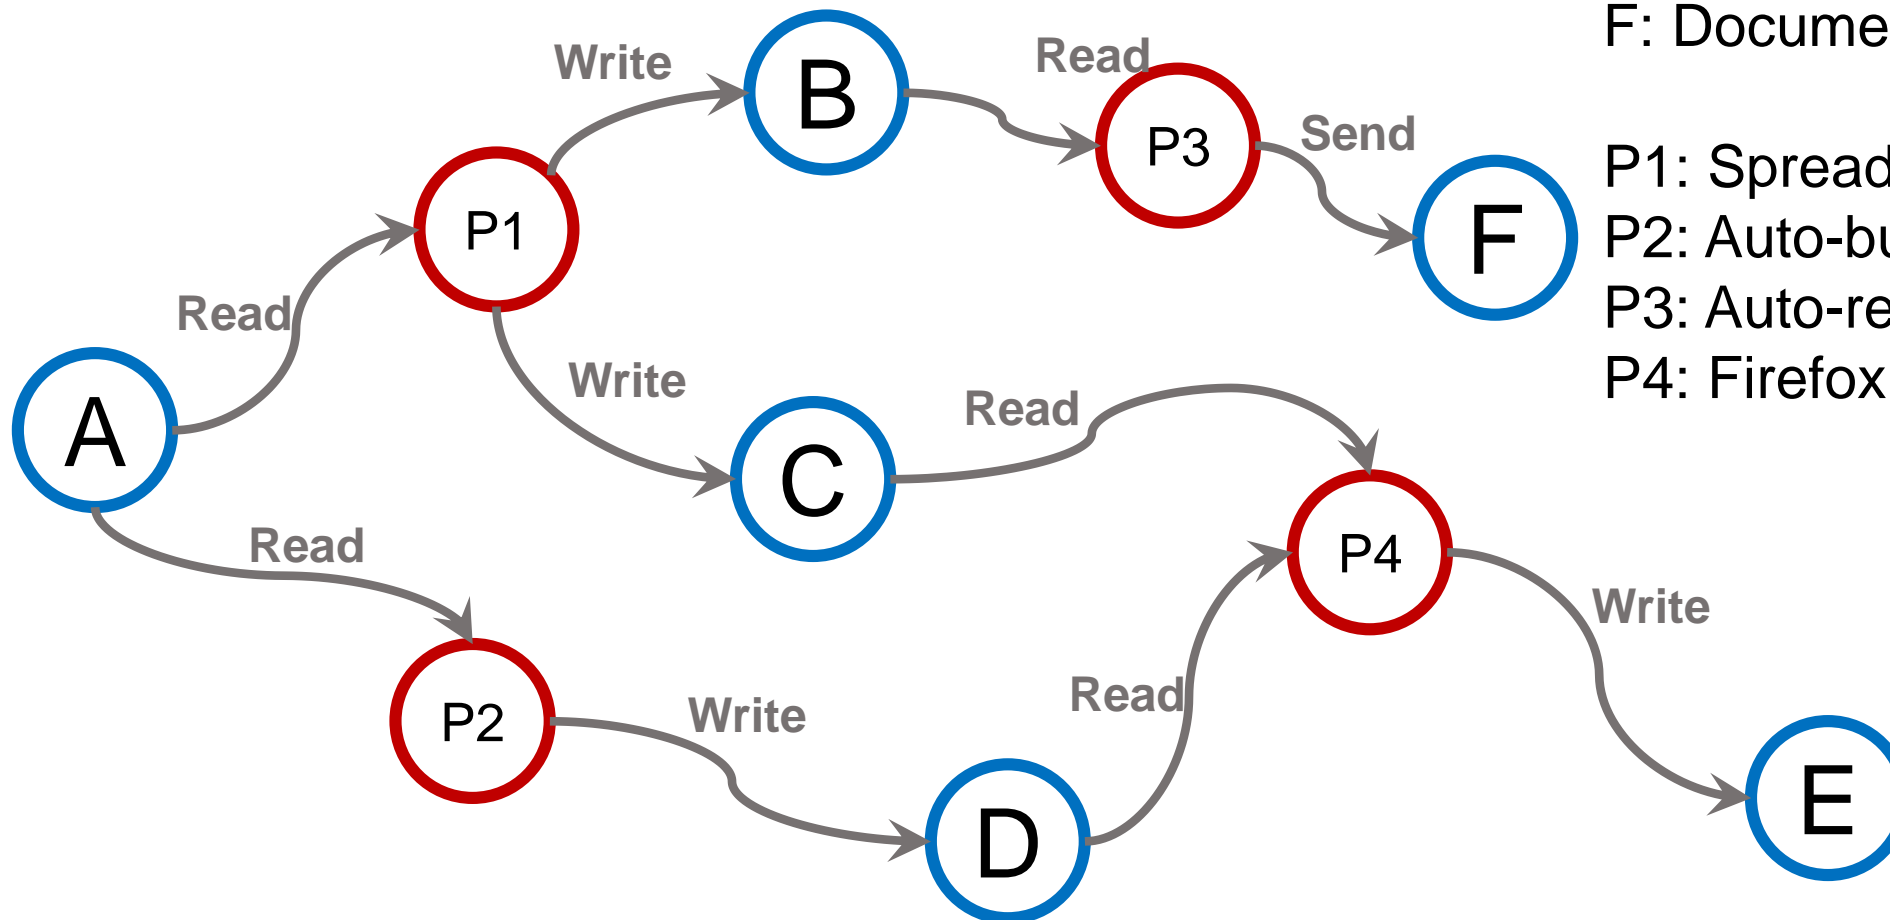 F: Docume
Write
B
Read
P3
Send
P1: Spread
P2: Auto-bu
P3: Auto-re
P4: Firefox
F
P1
Read
Write
A
C
Read
Read
P4
Write
P2
Write
Read
D
E